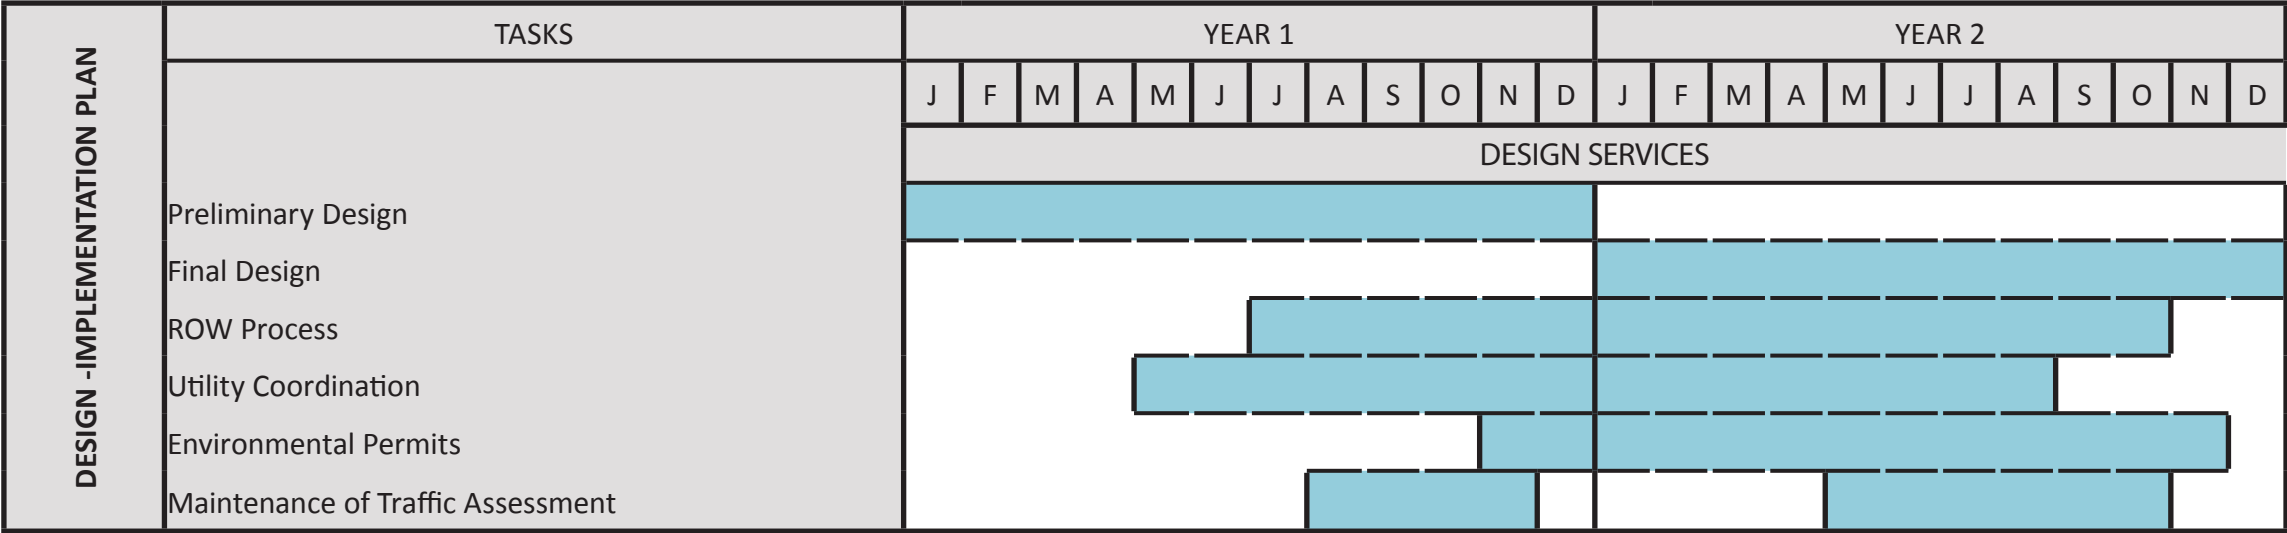 DESIGN -IMPLEMENTATION PLAN
TASKS YEAR 1 YEAR 2
J F M A M J J A S O N D J F M A M J J A S O N D
DESIGN SERVICES
Preliminary Design
Final Design
ROW Process
Utility Coordination
Environmental Permits
Maintenance of Traffic Assessment